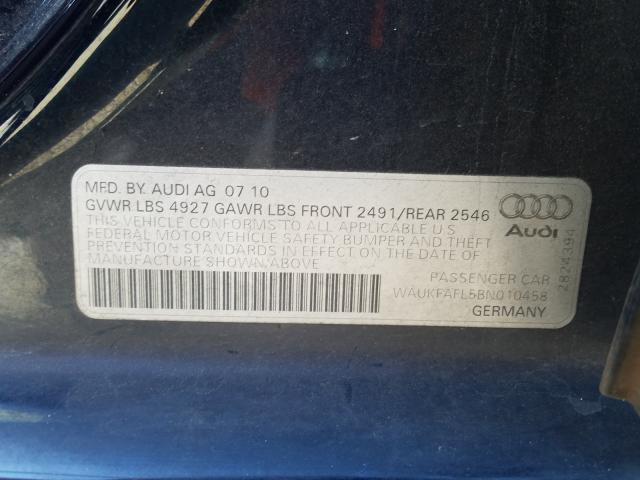 MFD. BY. AUDI AG 07 10
GVWR LBS 4927 GAWR LBS FRONT 2491/REAR 2546
THIS VEHICLE CONFORMS TO ALL APPLICABLE U.S
FEDERAL MOTOR VEHICLE SAFETY BUMPER AND THEFT
PREVENTION STANDARDS IN EFFECT ON THE DATE OF
MANUFACTURE SHOWN ABOVE
PASSENGER CAR
WAUKFAFL5BN010458
GERMANY
Audi
2824394